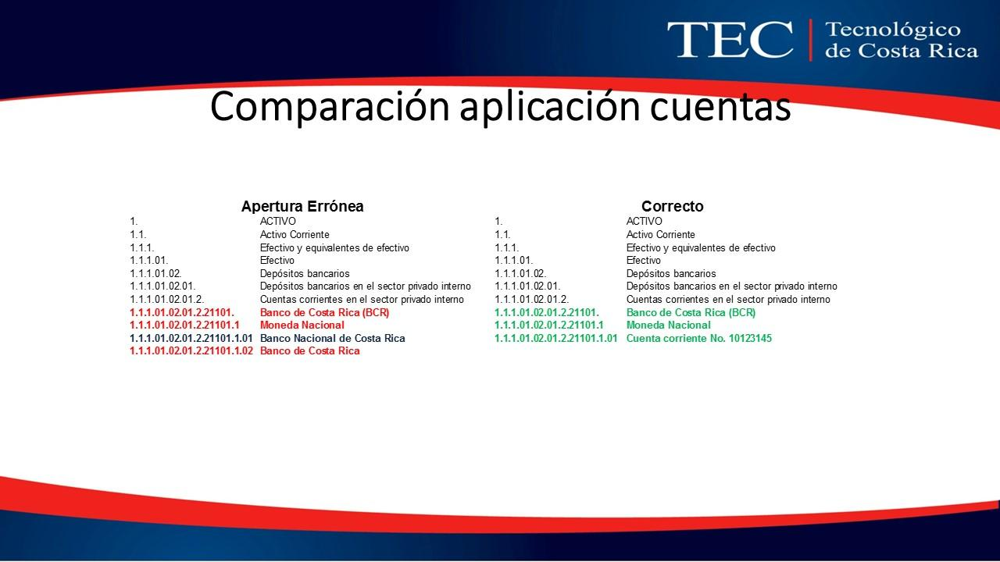 TEC | Tecnológico
de Costa Rica
Comparación aplicación cuentas
Apertura Errónea
1. ACTIVO
1.1. Activo Corriente
1.1.1. Efectivo y equivalentes de efectivo
1.1.1.01. Efectivo
1.1.1.01.02. Depósitos bancarios
1.1.1.01.02.01. Depósitos bancarios en el sector privado interno
1.1.1.01.02.01.2. Cuentas corrientes en el sector privado interno
1.1.1.01.02.01.2.21101. Banco de Costa Rica (BCR)
1.1.1.01.02.01.2.21101.1 Moneda Nacional
1.1.1.01.02.01.2.21101.1.01 Banco Nacional de Costa Rica
1.1.1.01.02.01.2.21101.1.02 Banco de Costa Rica
Correcto
1. ACTIVO
1.1. Activo Corriente
1.1.1. Efectivo y equivalentes de efectivo
1.1.1.01. Efectivo
1.1.1.01.02. Depósitos bancarios
1.1.1.01.02.01. Depósitos bancarios en el sector privado interno
1.1.1.01.02.01.2. Cuentas corrientes en el sector privado interno
1.1.1.01.02.01.2.21101. Banco de Costa Rica (BCR)
1.1.1.01.02.01.2.21101.1 Moneda Nacional
1.1.1.01.02.01.2.21101.1.01 Cuenta corriente No. 10123145